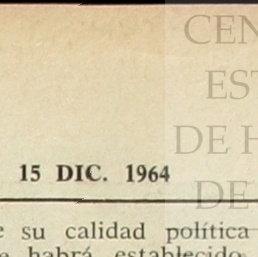 CEN
EST
DE H
15 DIC. 1964
DE
e su calidad política
e habrá establecido